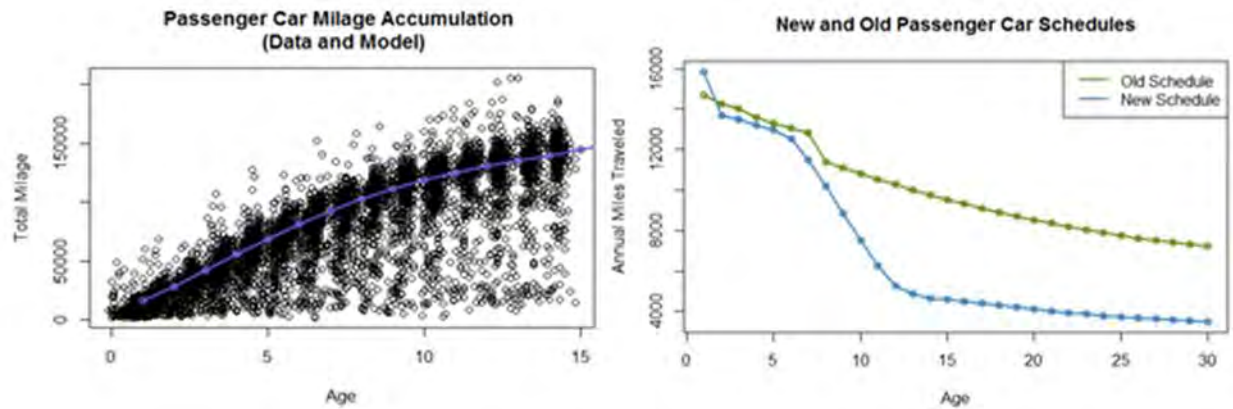 Passenger Car Milage Accumulation
(Data and Model)
Total Milage
150000
50000
0
0 5 10 15
Age
New and Old Passenger Car Schedules
Annual Miles Traveled
16000
12000
8000
4000
Old Schedule
New Schedule
0 5 10 15 20 25 30
Age